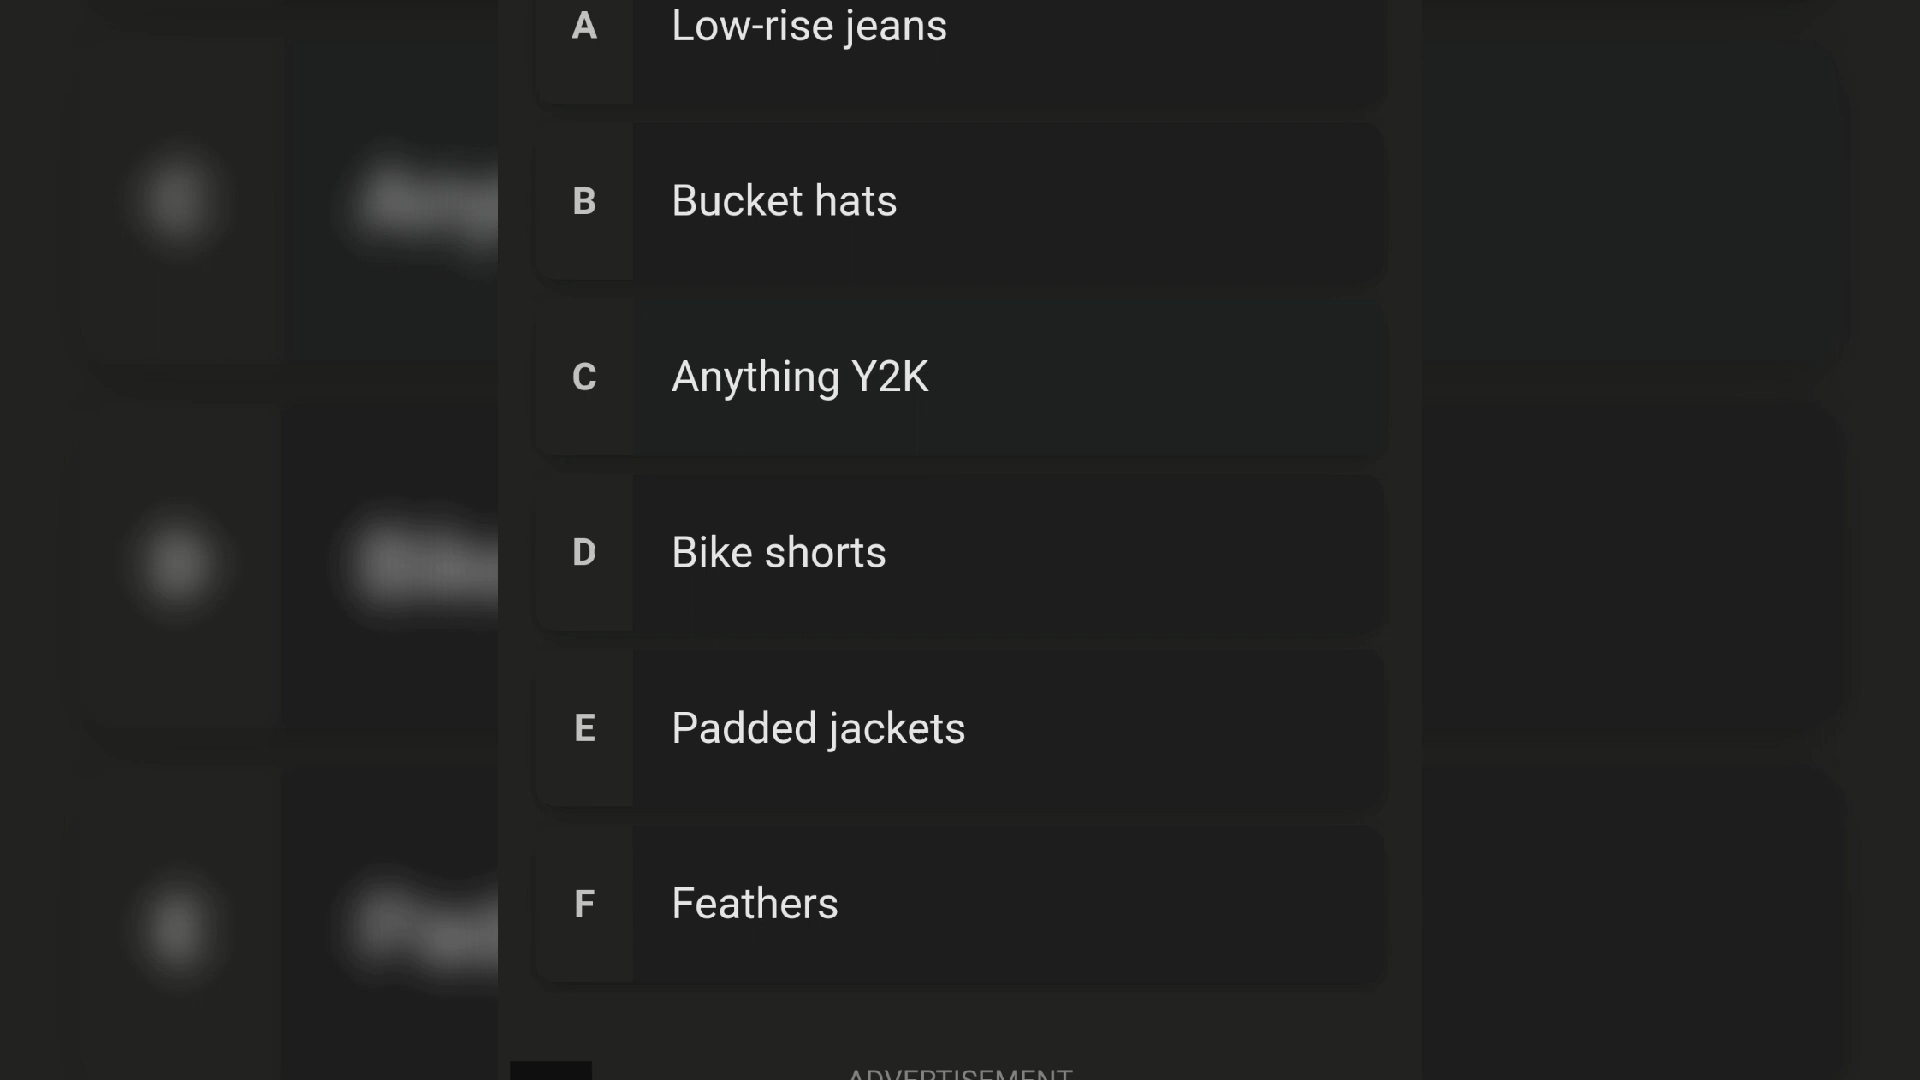 A Low-rise jeans
B Bucket hats
C Anything Y2K
D Bike shorts
E Padded jackets
F Feathers
ADVERTISEMENT